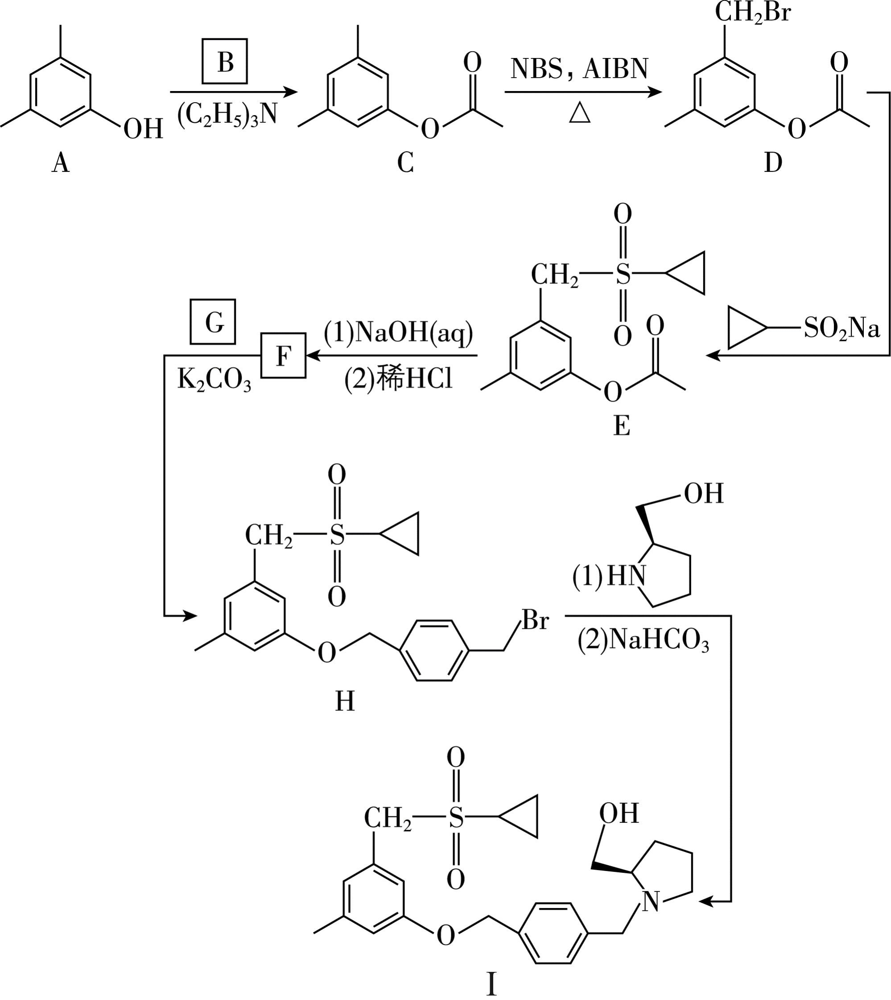 CH₂Br
B
O
O
NBS, AIBN
(C₂H₅)₃N
△
OH
O
O
A
C
D
O
CH₂
S
G
(1)NaOH(aq)
O
O
SO₂Na
F
K₂CO₃
(2)稀HCl
O
E
O
OH
CH₂
S
(1)HN
O
Br
(2)NaHCO₃
O
H
O
OH
CH₂
S
O
N
O
I